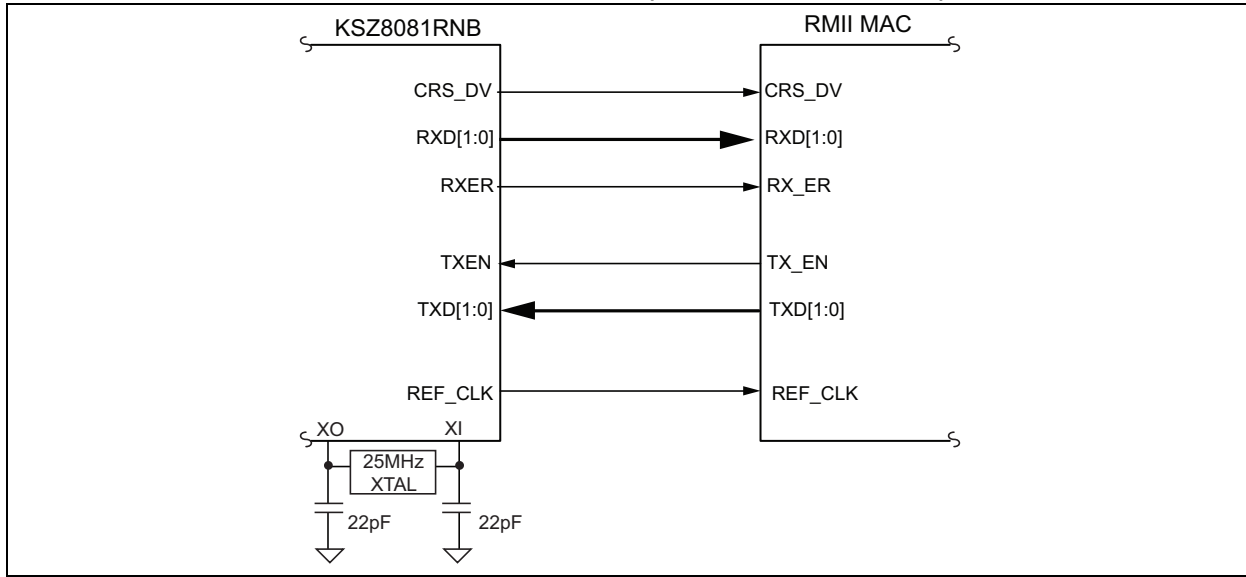 KSZ8081RNB
RMII MAC
CRS_DV
CRS_DV
RXD[1:0]
RXD[1:0]
RXER
RX_ER
TXEN
TX_EN
TXD[1:0]
TXD[1:0]
REF_CLK
REF_CLK
XO
XI
25MHz
XTAL
22pF
22pF